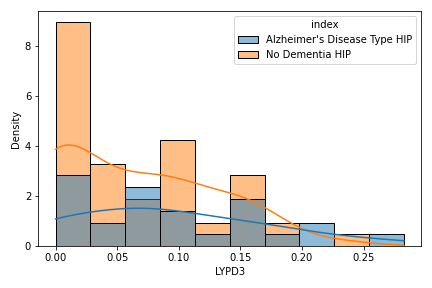 index
Alzheimer's Disease Type HIP
No Dementia HIP
8
6
4
2
0
Density
0.00 0.05 0.10 0.15 0.20 0.25
LYPD3